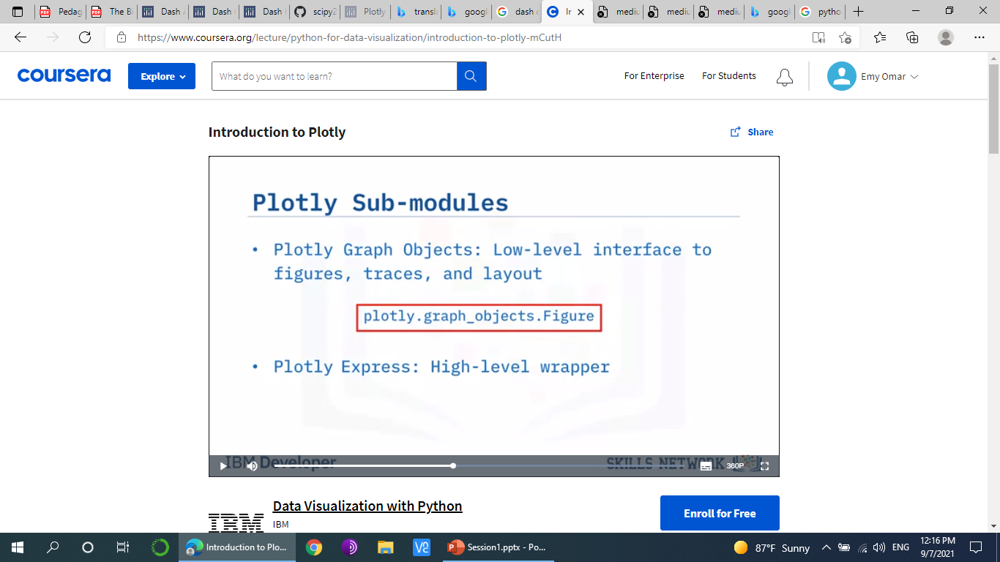 Pedag
The B
Dash
Dash
Dash
scipy2
Plotly
transl
googl
dash
Ir
mediu
mediu
mediu
googl
pytho
https://www.coursera.org/lecture/python-for-data-visualization/introduction-to-plotly-mCutH
coursera
Explore
What do you want to learn?
For Enterprise
For Students
Emy Omar
Introduction to Plotly
Share
Plotly Sub-modules
• Plotly Graph Objects: Low-level interface to
figures, traces, and layout
plotly.graph_objects.Figure
• Plotly Express: High-level wrapper
IBM Developer
SKILLS NETWORK
360P
Data Visualization with Python
IBM
IBM
Enroll for Free
Introduction to Plo...
Session1.pptx - Po...
87°F Sunny
ENG
12:16 PM
9/7/2021